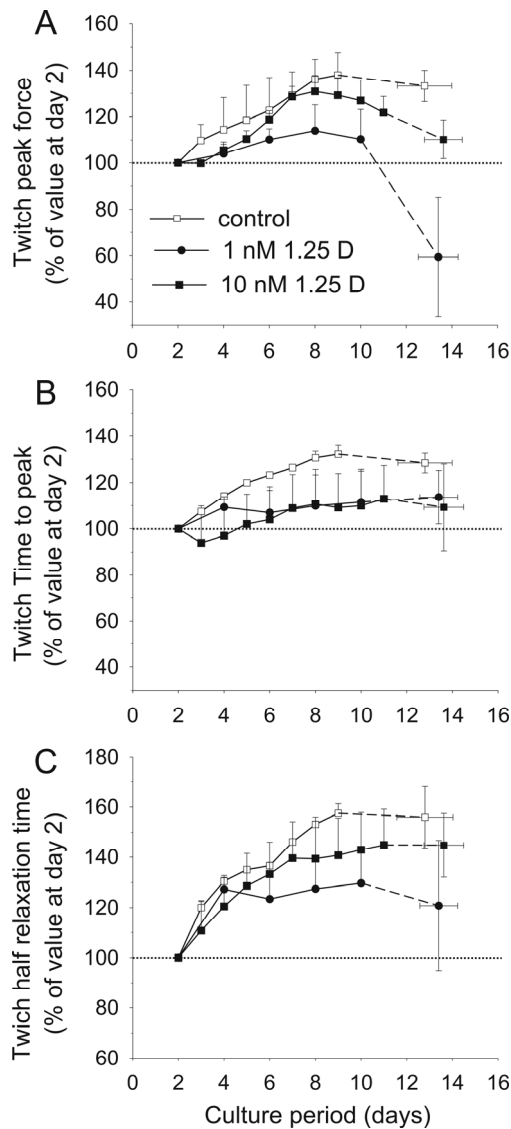 A
Twitch peak force
(% of value at day 2)
160
140
120
100
80
60
40
control
1 nM 1.25 D
10 nM 1.25 D
0 2 4 6 8 10 12 14 16
B
Twitch Time to peak
(% of value at day 2)
160
140
120
100
80
60
40
0 2 4 6 8 10 12 14 16
C
Twich half relaxation time
(% of value at day 2)
180
160
140
120
100
80
60
0 2 4 6 8 10 12 14 16
Culture period (days)